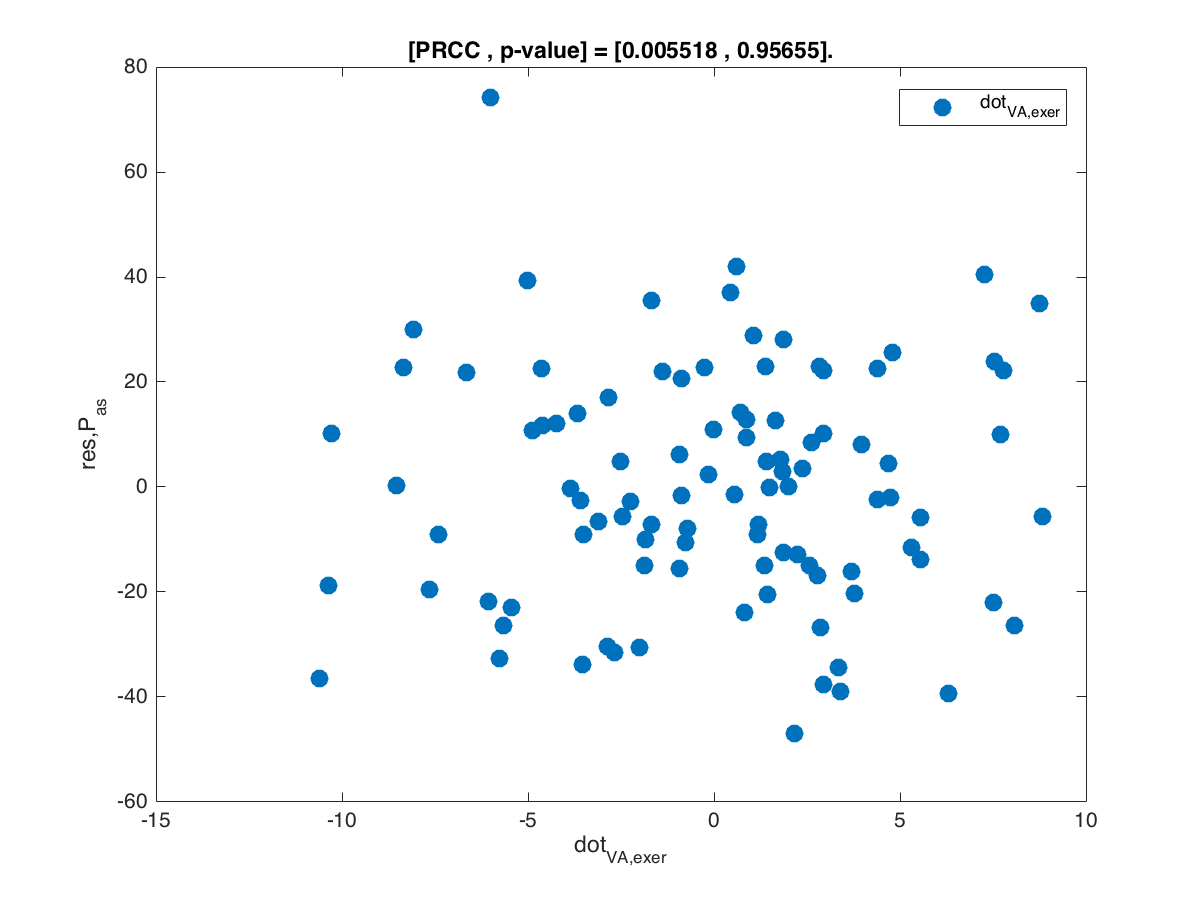 [PRCC , p-value] = [0.005518 , 0.95655].
80
60
40
20
0
-20
-40
-60
res,P_as
dot_VA,exer
-15 -10 -5 0 5 10
dot_VA,exer